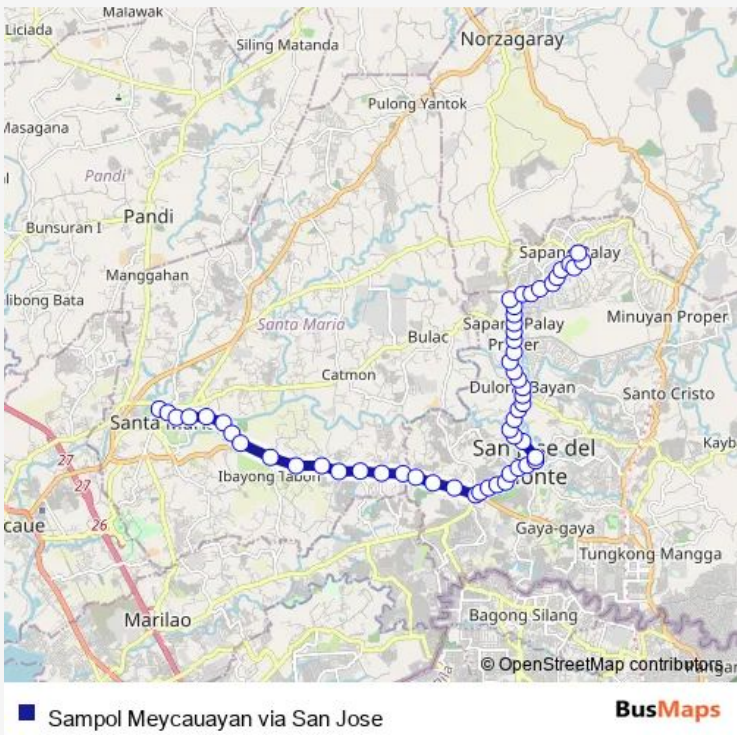 Malawak
Liciada
Siling Matanda
Norzagaray
Pulong Yantok
Masagana
Pandi
Bunsuran I
Pandi
Sapang Palay
Manggahan
Minuyan Proper
Santa Maria
Sapang Palay
Bulac
Catmon
Dulong Bayan
Santo Cristo
Santa
San Jose del
Monte
27
27
Ibayong Tabon
26
Gaya-gaya
Tungkong Mangga
Marilao
Bagong Silang
© OpenStreetMap contributors
Sampol Meycauayan via San Jose
BusMaps